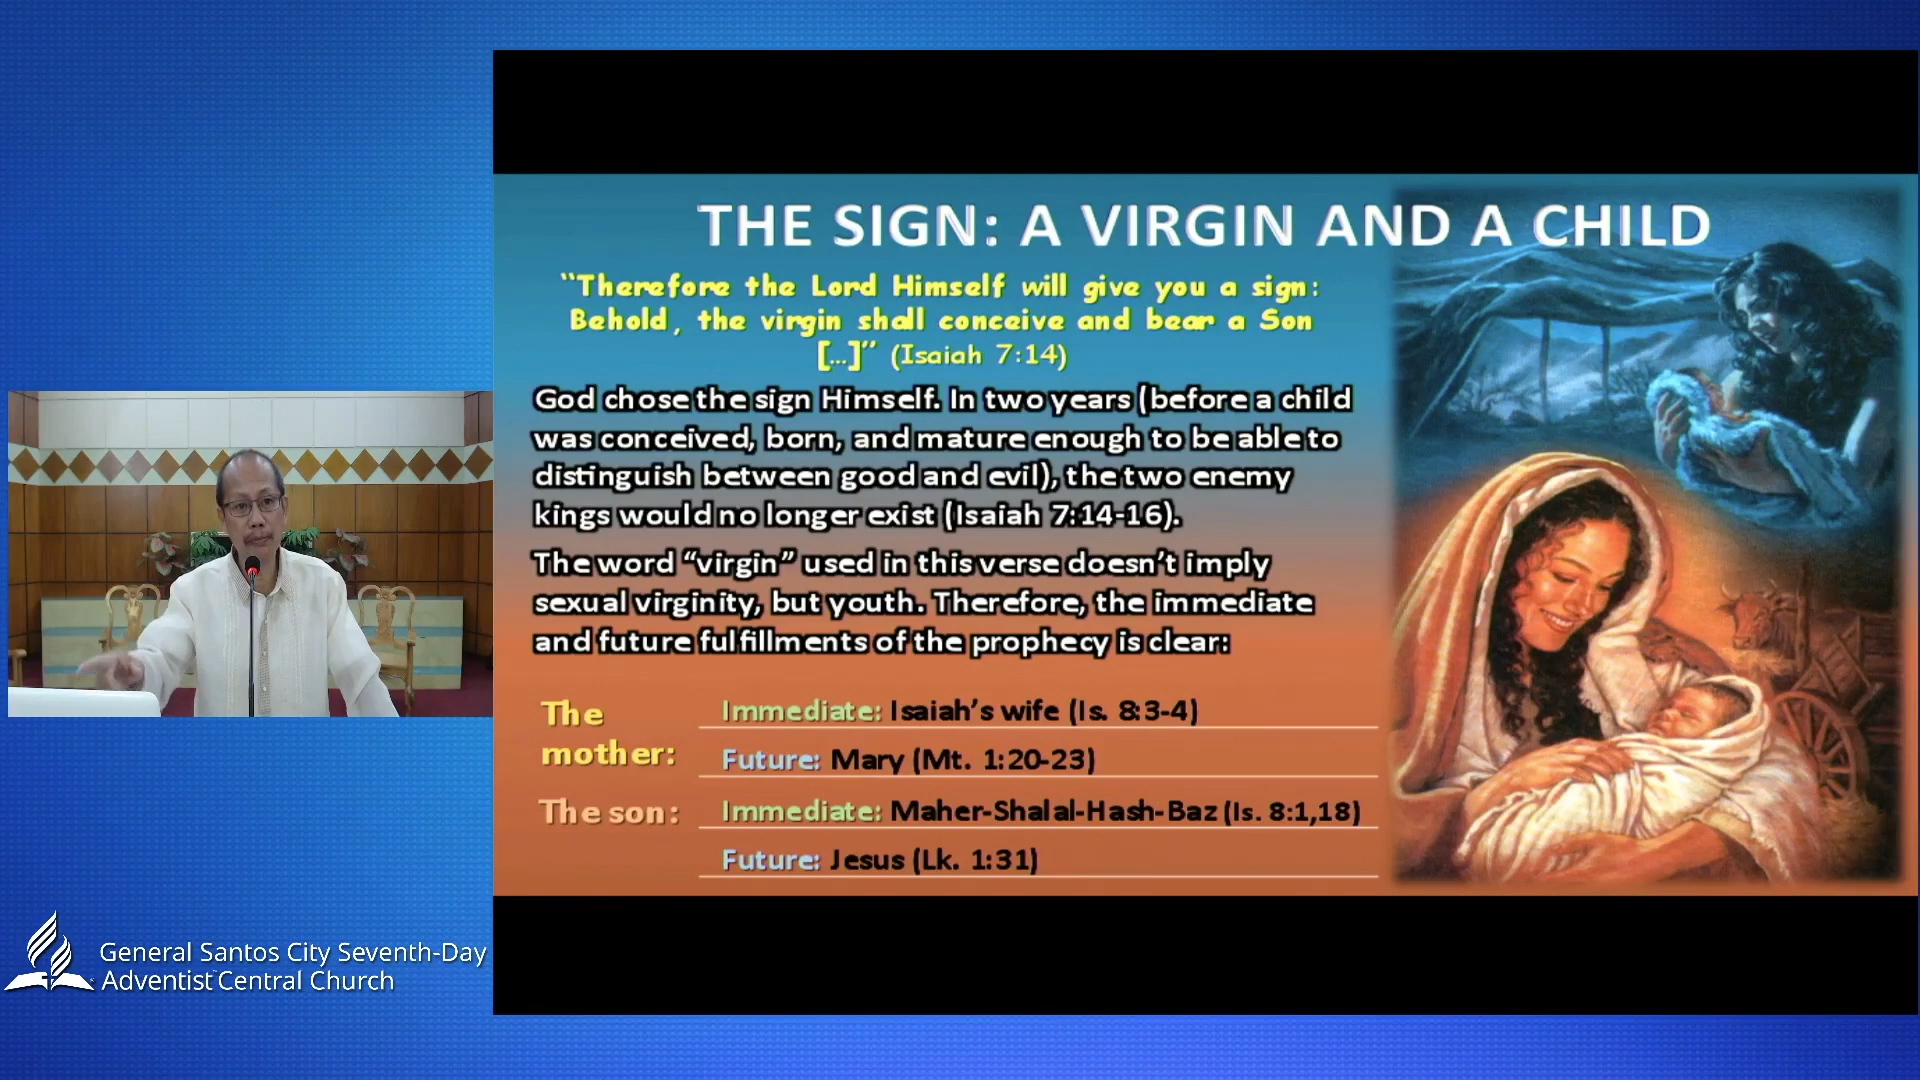 THE SIGN: A VIRGIN AND A CHILD
“Therefore the Lord Himself will give you a sign:
Behold, the virgin shall conceive and bear a Son
[…]” (Isaiah 7:14)
God chose the sign Himself. In two years (before a child
was conceived, born, and mature enough to be able to
distinguish between good and evil), the two enemy
kings would no longer exist (Isaiah 7:14-16).
The word “virgin” used in this verse doesn’t imply
sexual virginity, but youth. Therefore, the immediate
and future fulfillments of the prophecy is clear:
The
mother:
Immediate: Isaiah’s wife (Is. 8:3-4)
Future: Mary (Mt. 1:20-23)
The son:
Immediate: Maher-Shalal-Hash-Baz (Is. 8:1,18)
Future: Jesus (Lk. 1:31)
General Santos City Seventh-Day
Adventist Central Church